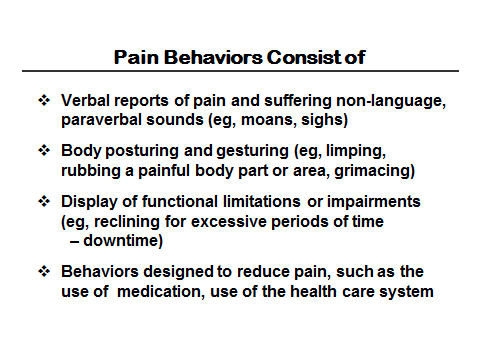 Pain Behaviors Consist of
❖ Verbal reports of pain and suffering non-language,
paraverbal sounds (eg, moans, sighs)
❖ Body posturing and gesturing (eg, limping,
rubbing a painful body part or area, grimacing)
❖ Display of functional limitations or impairments
(eg, reclining for excessive periods of time
– downtime)
❖ Behaviors designed to reduce pain, such as the
use of medication, use of the health care system